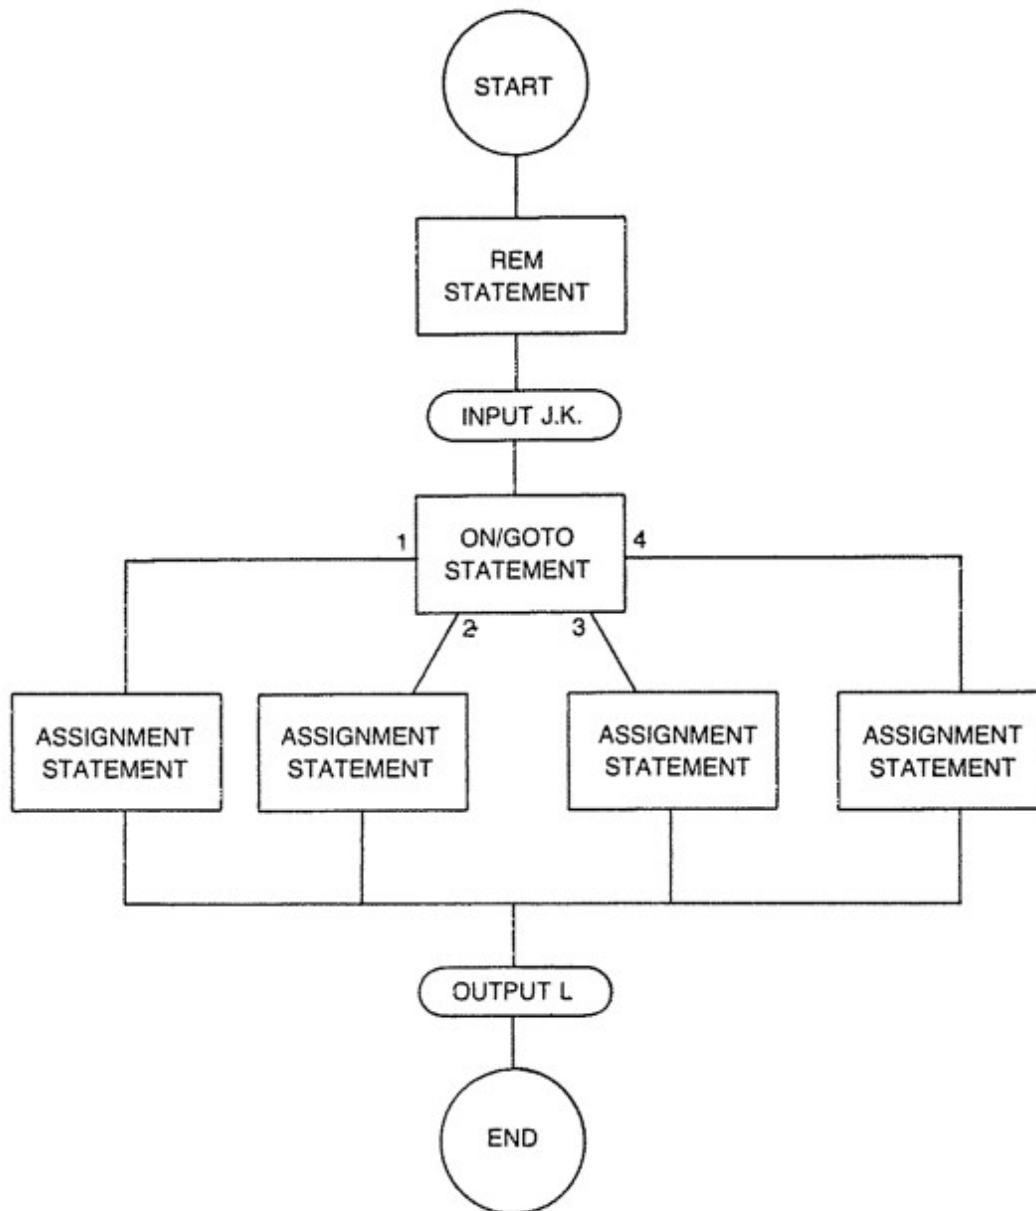 START
REM
STATEMENT
INPUT J.K.
1
ON/GOTO
STATEMENT
4
2
3
ASSIGNMENT
STATEMENT
ASSIGNMENT
STATEMENT
ASSIGNMENT
STATEMENT
ASSIGNMENT
STATEMENT
OUTPUT L
END